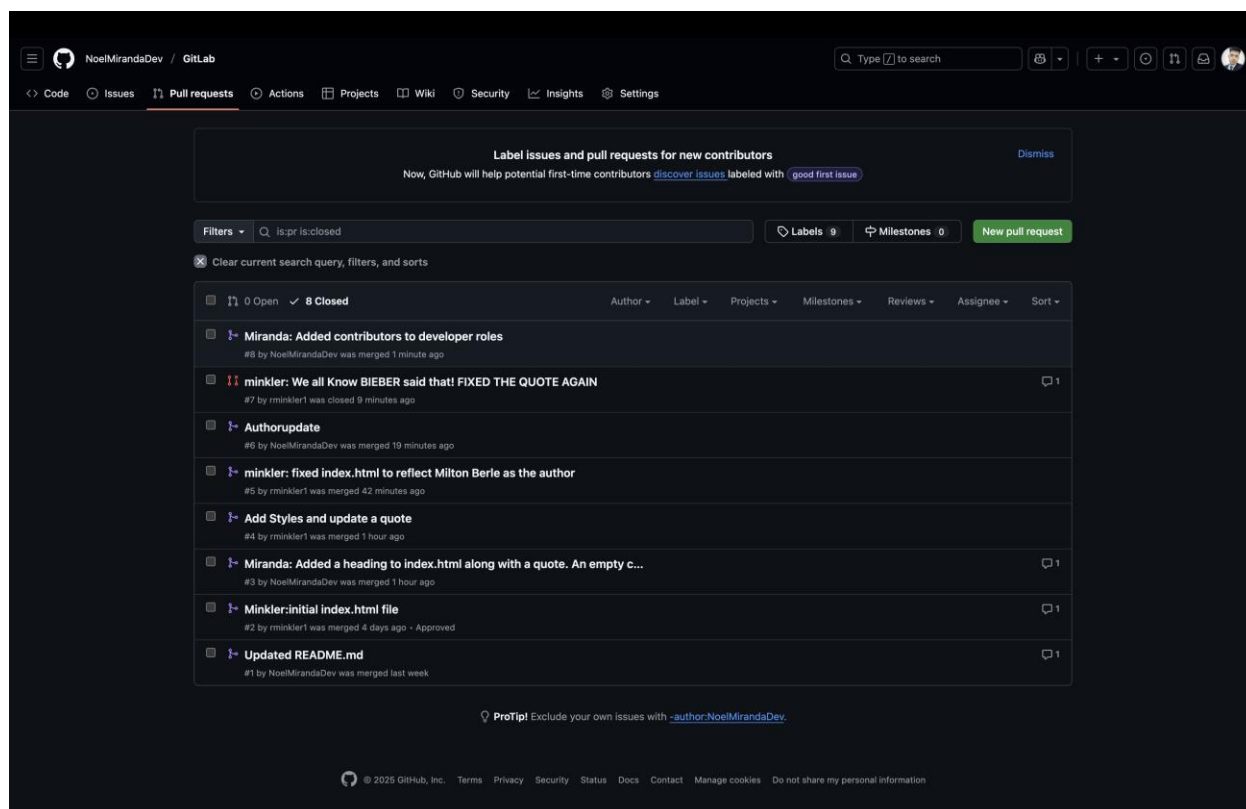 NoelMirandaDev / GitLab
Type / to search
Code Issues Pull requests Actions Projects Wiki Security Insights Settings
Label issues and pull requests for new contributors
Dismiss
Now, GitHub will help potential first-time contributors discover issues labeled with good first issue
Filters is:pr is:closed Labels 9 Milestones 0 New pull request
Clear current search query, filters, and sorts
0 Open 8 Closed Author Label Projects Milestones Reviews Assignee Sort
Miranda: Added contributors to developer roles
#8 by NoelMirandaDev was merged 1 minute ago
minkler: We all Know BIEBER said that! FIXED THE QUOTE AGAIN 1
#7 by rminkler1 was closed 9 minutes ago
Authorupdate
#6 by NoelMirandaDev was merged 19 minutes ago
minkler: fixed index.html to reflect Milton Berle as the author
#5 by rminkler1 was merged 42 minutes ago
Add Styles and update a quote
#4 by rminkler1 was merged 1 hour ago
Miranda: Added a heading to index.html along with a quote. An empty c... 1
#3 by NoelMirandaDev was merged 1 hour ago
Minkler:initial index.html file 1
#2 by rminkler1 was merged 4 days ago • Approved
Updated README.md 1
#1 by NoelMirandaDev was merged last week
ProTip! Exclude your own issues with -author:NoelMirandaDev.
© 2025 GitHub, Inc. Terms Privacy Security Status Docs Contact Manage cookies Do not share my personal information